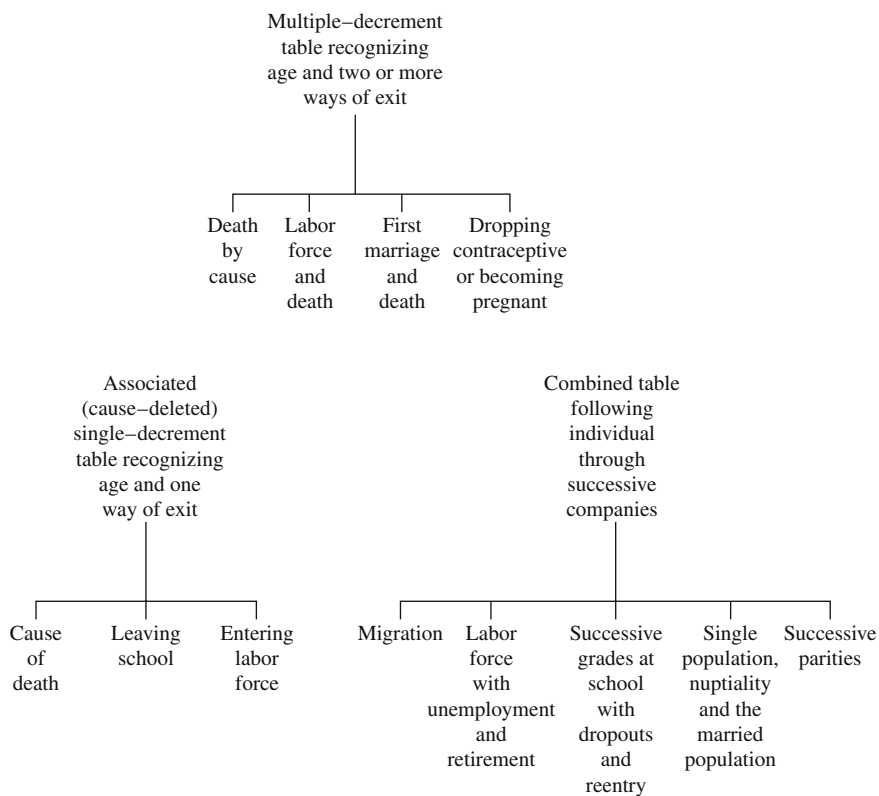 Multiple–decrement
table recognizing
age and two or more
ways of exit
Death
by
cause
Labor
force
and
death
First
marriage
and
death
Dropping
contraceptive
or becoming
pregnant
Associated
(cause–deleted)
single–decrement
table recognizing
age and one
way of exit
Cause
of
death
Leaving
school
Entering
labor
force
Combined table
following
individual
through
successive
companies
Migration
Labor
force
with
unemployment
and
retirement
Successive
grades at
school
with
dropouts
and
reentry
Single
population,
nuptiality
and the
married
population
Successive
parities